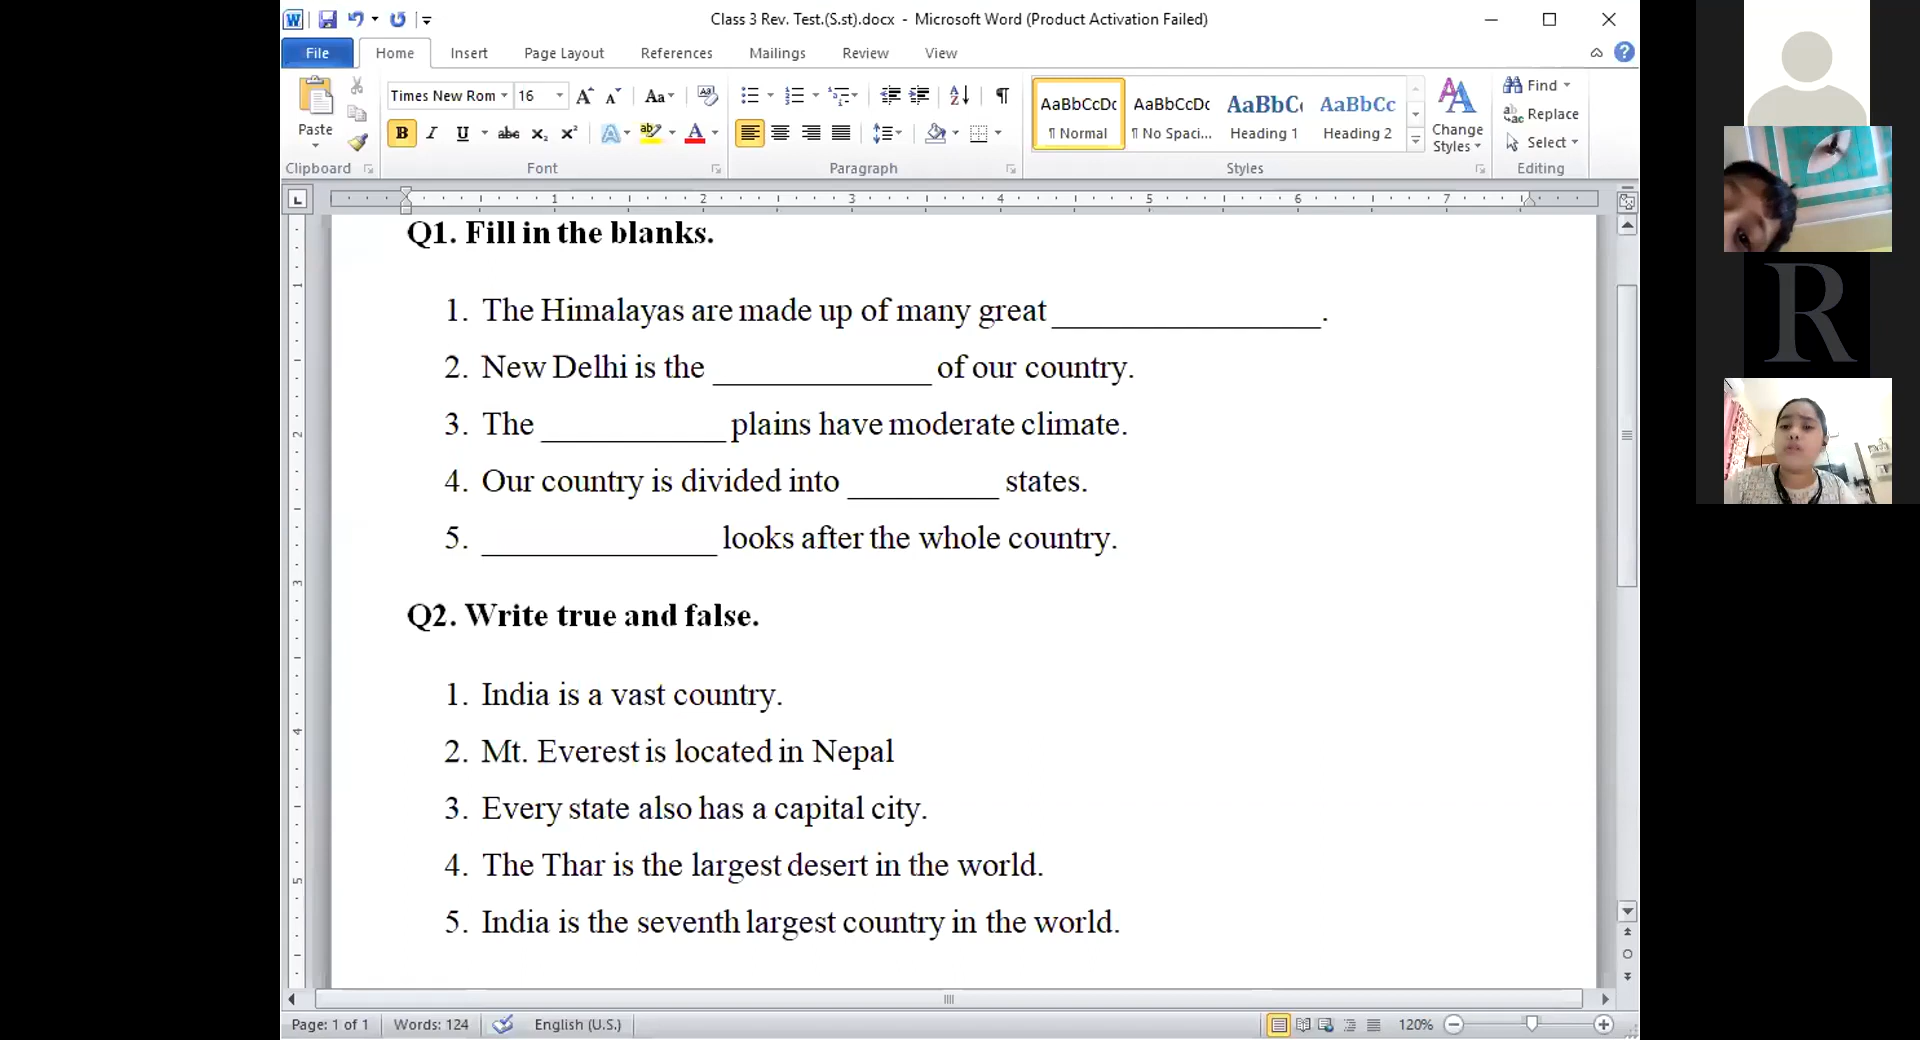 Class 3 Rev. Test.(S.st).docx - Microsoft Word (Product Activation Failed)
File Home Insert Page Layout References Mailings Review View
Times New Rom 16
Paste
AaBbCcDc AaBbCcDc AaBbC AaBbCc
¶ Normal ¶ No Spaci... Heading 1 Heading 2
Change Styles
Find
Replace
Select
Clipboard Font Paragraph Styles Editing
1 2 3 4 5 6 7
Q1. Fill in the blanks.
1. The Himalayas are made up of many great ________________.
2. New Delhi is the _____________ of our country.
3. The ___________ plains have moderate climate.
4. Our country is divided into _________ states.
5. ______________ looks after the whole country.
Q2. Write true and false.
1. India is a vast country.
2. Mt. Everest is located in Nepal
3. Every state also has a capital city.
4. The Thar is the largest desert in the world.
5. India is the seventh largest country in the world.
Page: 1 of 1 Words: 124 English (U.S.) 120%
R